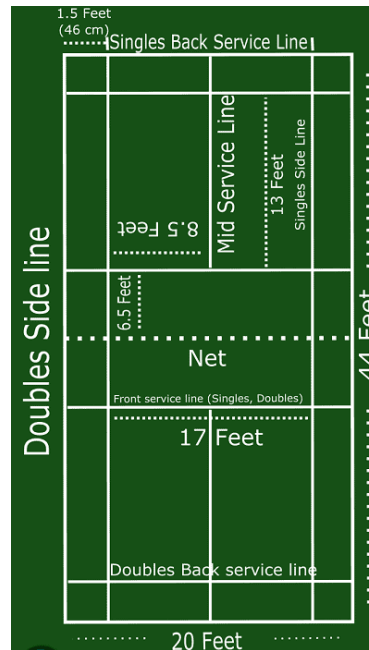 1.5 Feet
(46 cm)
Singles Back Service Line
Mid Service Line
13 Feet
Singles Side Line
8.5 Feet
Doubles Side line
6.5 Feet
44 Feet
Net
Front service line (Singles, Doubles)
17 Feet
Doubles Back service line
20 Feet